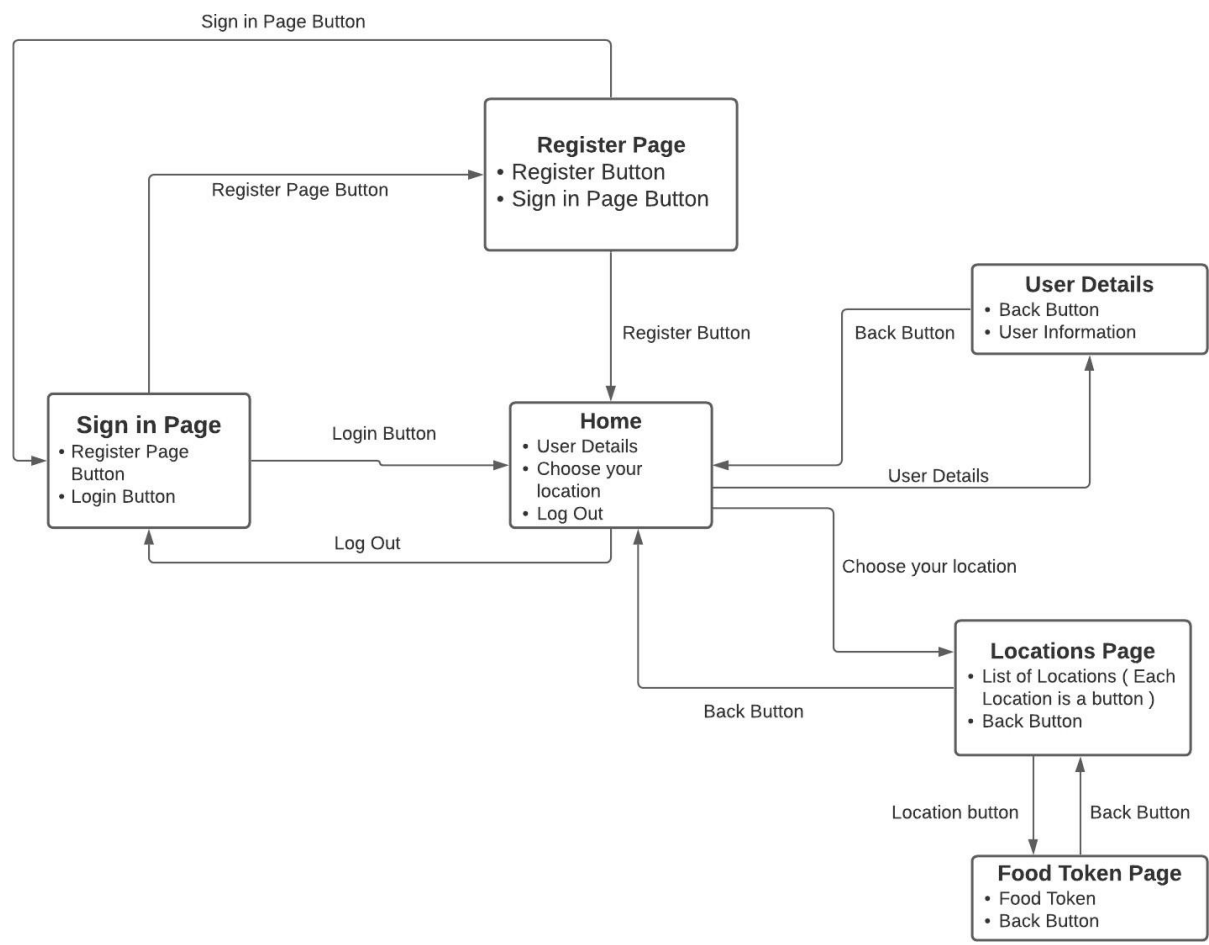 Sign in Page Button
Register Page
• Register Button
• Sign in Page Button
Register Page Button
User Details
• Back Button
• User Information
Register Button
Back Button
Sign in Page
• Register Page
Button
• Login Button
Login Button
Home
• User Details
• Choose your
location
• Log Out
User Details
Log Out
Choose your location
Locations Page
• List of Locations ( Each
Location is a button )
• Back Button
Back Button
Location button
Back Button
Food Token Page
• Food Token
• Back Button